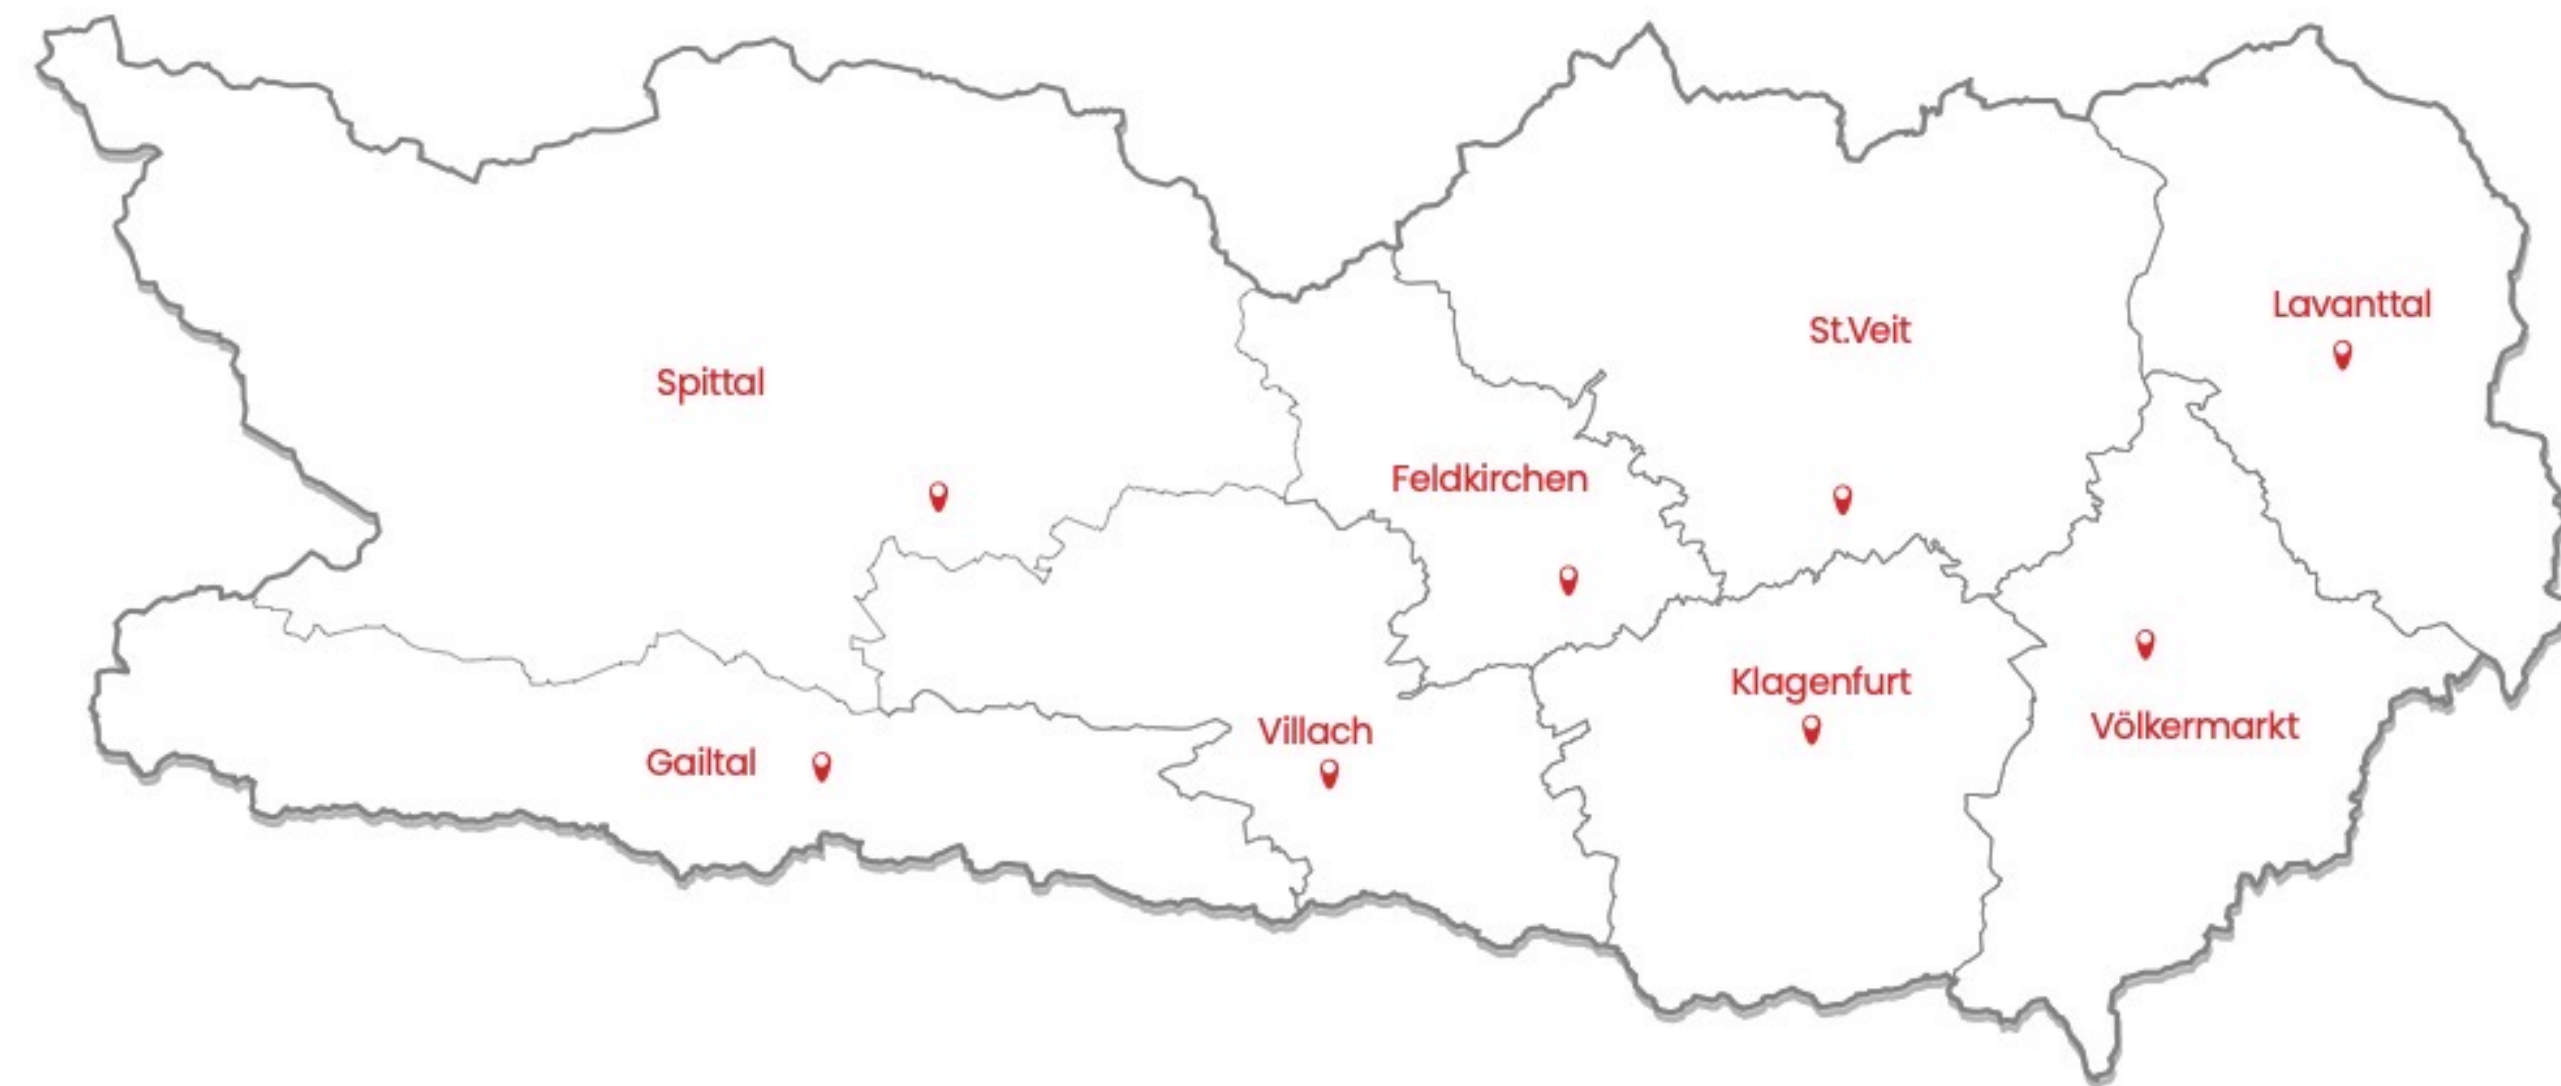 Lavanttal
St.Veit
Spittal
Feldkirchen
Klagenfurt
Völkermarkt
Villach
Gailtal